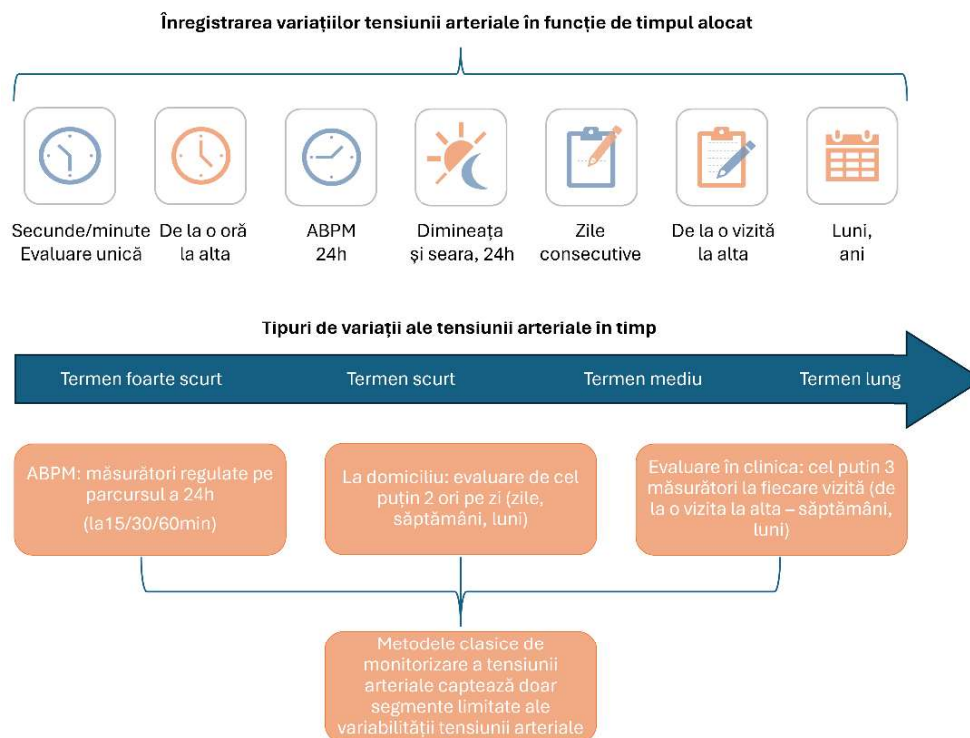 Înregistrarea variațiilor tensiunii arteriale în funcție de timpul alocat
Secunde/minute
Evaluare unică
De la o oră
la alta
ABPM
24h
Dimineața
și seara, 24h
Zile
consecutive
De la o vizită
la alta
Luni,
ani
Tipuri de variații ale tensiunii arteriale în timp
Termen foarte scurt
Termen scurt
Termen mediu
Termen lung
ABPM: măsurători regulate pe
parcursul a 24h
(la15/30/60min)
La domiciliu: evaluare de cel
puțin 2 ori pe zi (zile,
săptămâni, luni)
Evaluare în clinica: cel putin 3
măsurători la fiecare vizită (de
la o vizita la alta – săptămâni,
luni)
Metodele clasice de
monitorizare a tensiunii
arteriale captează doar
segmente limitate ale
variabilității tensiunii arteriale